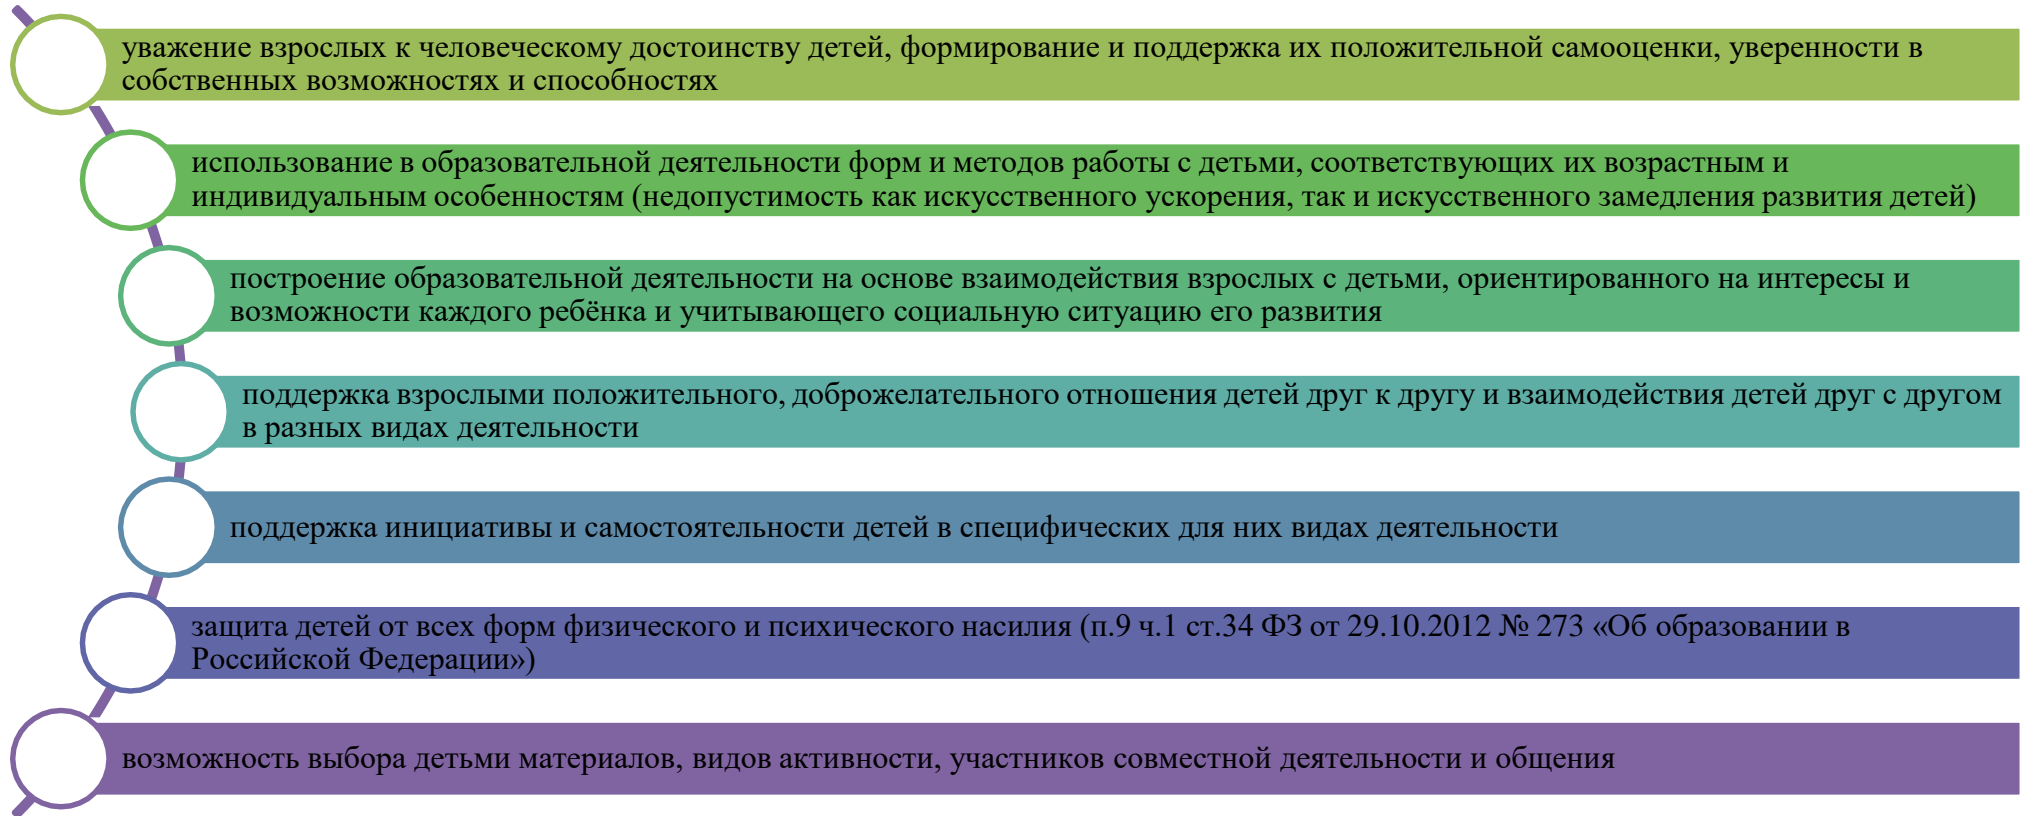 уважение взрослых к человеческому достоинству детей, формирование и поддержка их положительной самооценки, уверенности в
собственных возможностях и способностях
использование в образовательной деятельности форм и методов работы с детьми, соответствующих их возрастным и
индивидуальным особенностям (недопустимость как искусственного ускорения, так и искусственного замедления развития детей)
построение образовательной деятельности на основе взаимодействия взрослых с детьми, ориентированного на интересы и
возможности каждого ребёнка и учитывающего социальную ситуацию его развития
поддержка взрослыми положительного, доброжелательного отношения детей друг к другу и взаимодействия детей друг с другом
в разных видах деятельности
поддержка инициативы и самостоятельности детей в специфических для них видах деятельности
защита детей от всех форм физического и психического насилия (п.9 ч.1 ст.34 ФЗ от 29.10.2012 № 273 «Об образовании в
Российской Федерации»)
возможность выбора детьми материалов, видов активности, участников совместной деятельности и общения